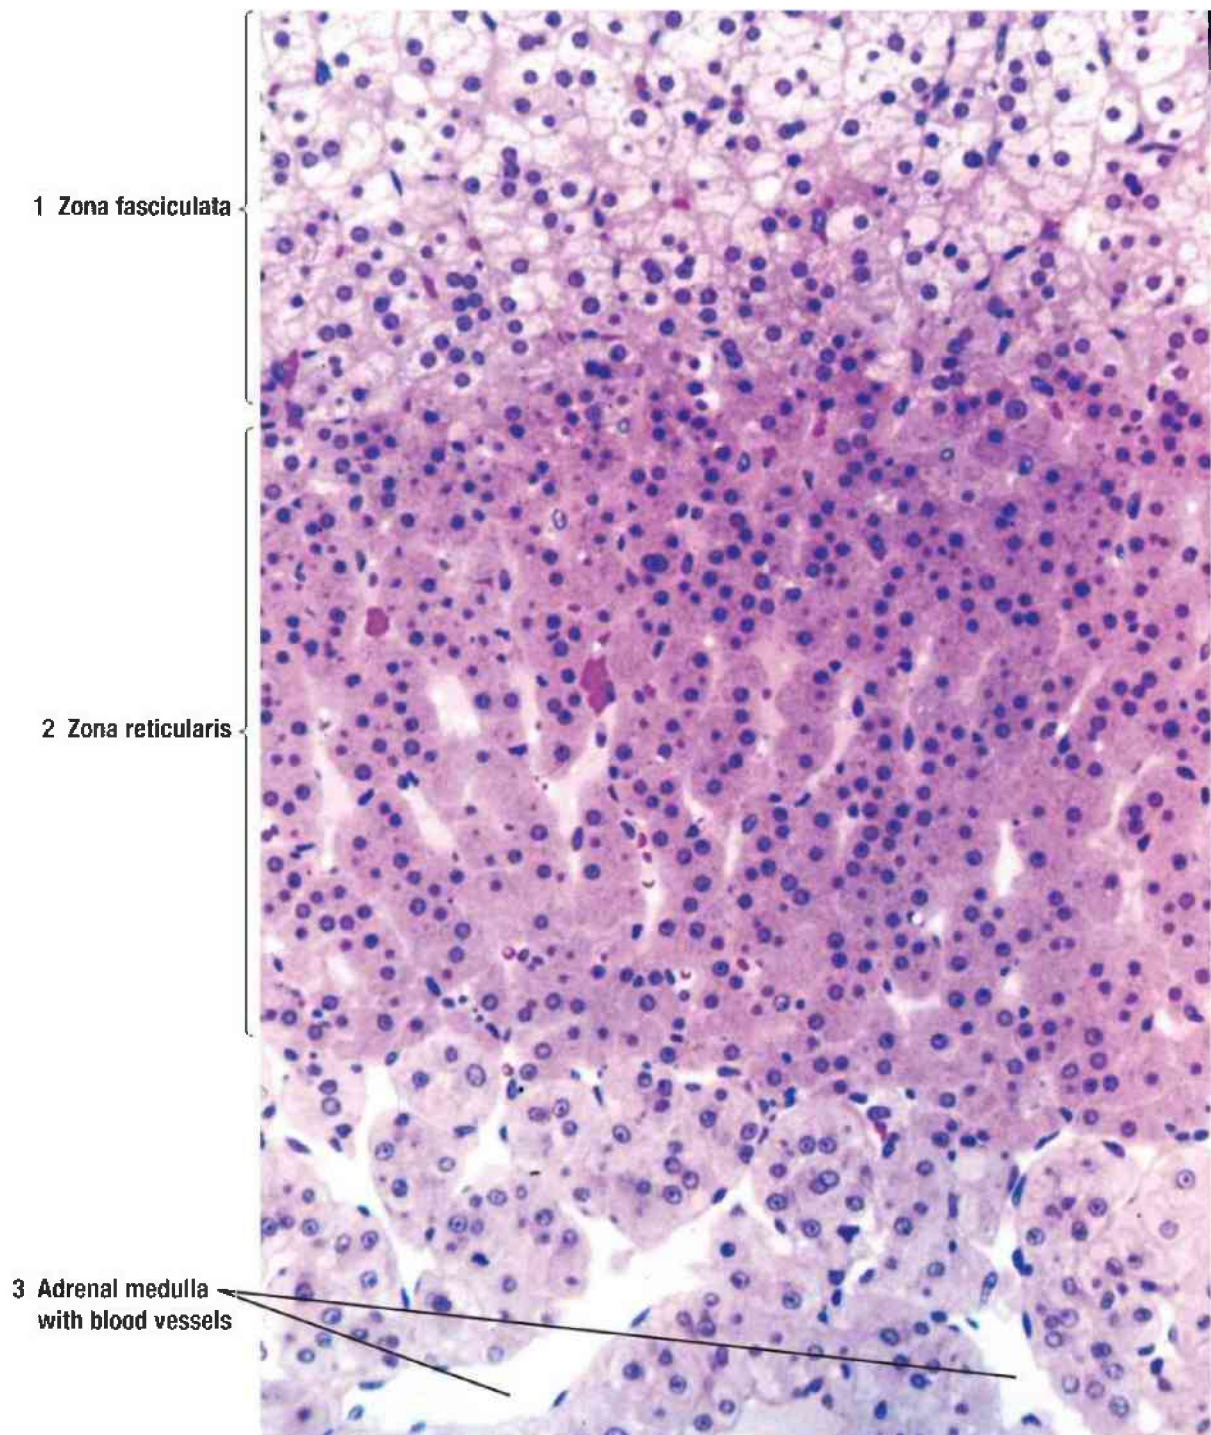 1 Zona fasciculata
2 Zona reticularis
3 Adrenal medulla
with blood vessels